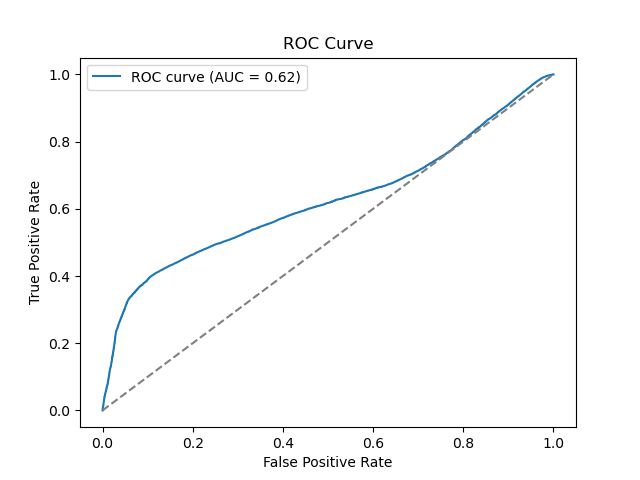 ROC Curve
ROC curve (AUC = 0.62)
True Positive Rate
1.0
0.8
0.6
0.4
0.2
0.0
0.0 0.2 0.4 0.6 0.8 1.0
False Positive Rate